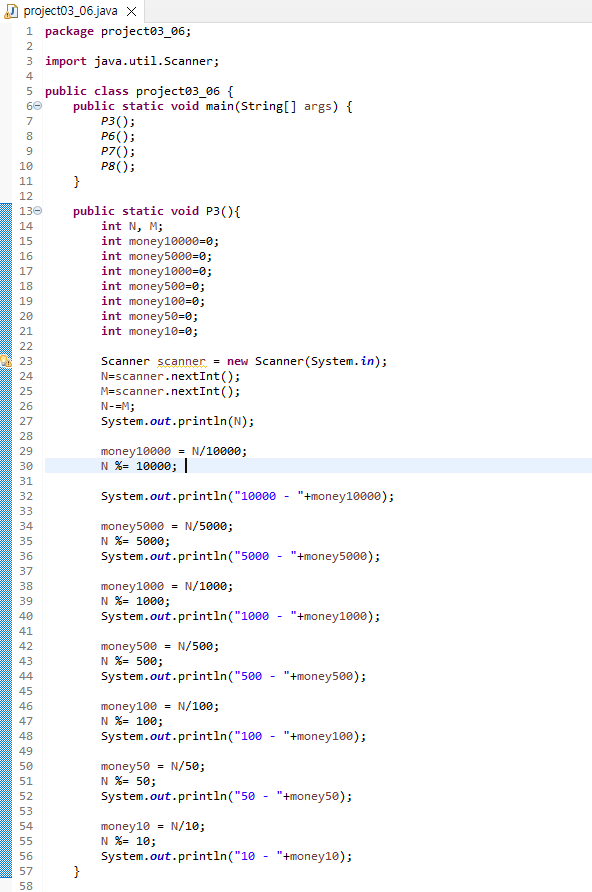 project03_06.java
1 package project03_06;
2
3 import java.util.Scanner;
4
5 public class project03_06 {
6 public static void main(String[] args) {
7 P3();
8 P6();
9 P7();
10 P8();
11 }
12
13 public static void P3(){
14 int N, M;
15 int money10000=0;
16 int money5000=0;
17 int money1000=0;
18 int money500=0;
19 int money100=0;
20 int money50=0;
21 int money10=0;
22
23 Scanner scanner = new Scanner(System.in);
24 N=scanner.nextInt();
25 M=scanner.nextInt();
26 N-=M;
27 System.out.println(N);
28
29 money10000 = N/10000;
30 N %= 10000;
31
32 System.out.println("10000 - "+money10000);
33
34 money5000 = N/5000;
35 N %= 5000;
36 System.out.println("5000 - "+money5000);
37
38 money1000 = N/1000;
39 N %= 1000;
40 System.out.println("1000 - "+money1000);
41
42 money500 = N/500;
43 N %= 500;
44 System.out.println("500 - "+money500);
45
46 money100 = N/100;
47 N %= 100;
48 System.out.println("100 - "+money100);
49
50 money50 = N/50;
51 N %= 50;
52 System.out.println("50 - "+money50);
53
54 money10 = N/10;
55 N %= 10;
56 System.out.println("10 - "+money10);
57 }
58